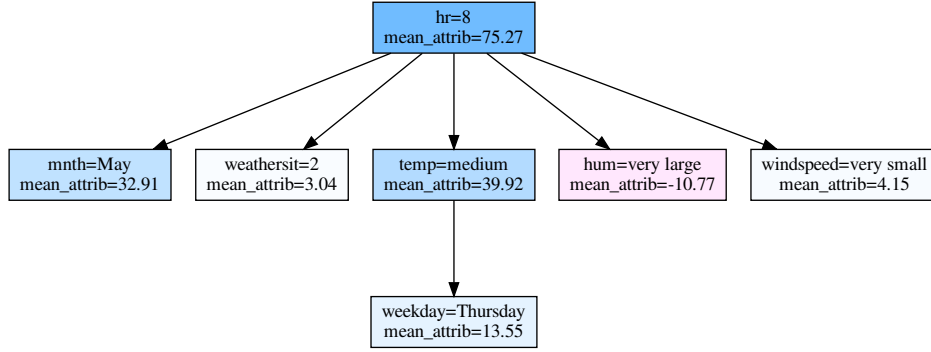 hr=8
mean_attrib=75.27
mnth=May
mean_attrib=32.91
weathersit=2
mean_attrib=3.04
temp=medium
mean_attrib=39.92
hum=very large
mean_attrib=-10.77
windspeed=very small
mean_attrib=4.15
weekday=Thursday
mean_attrib=13.55